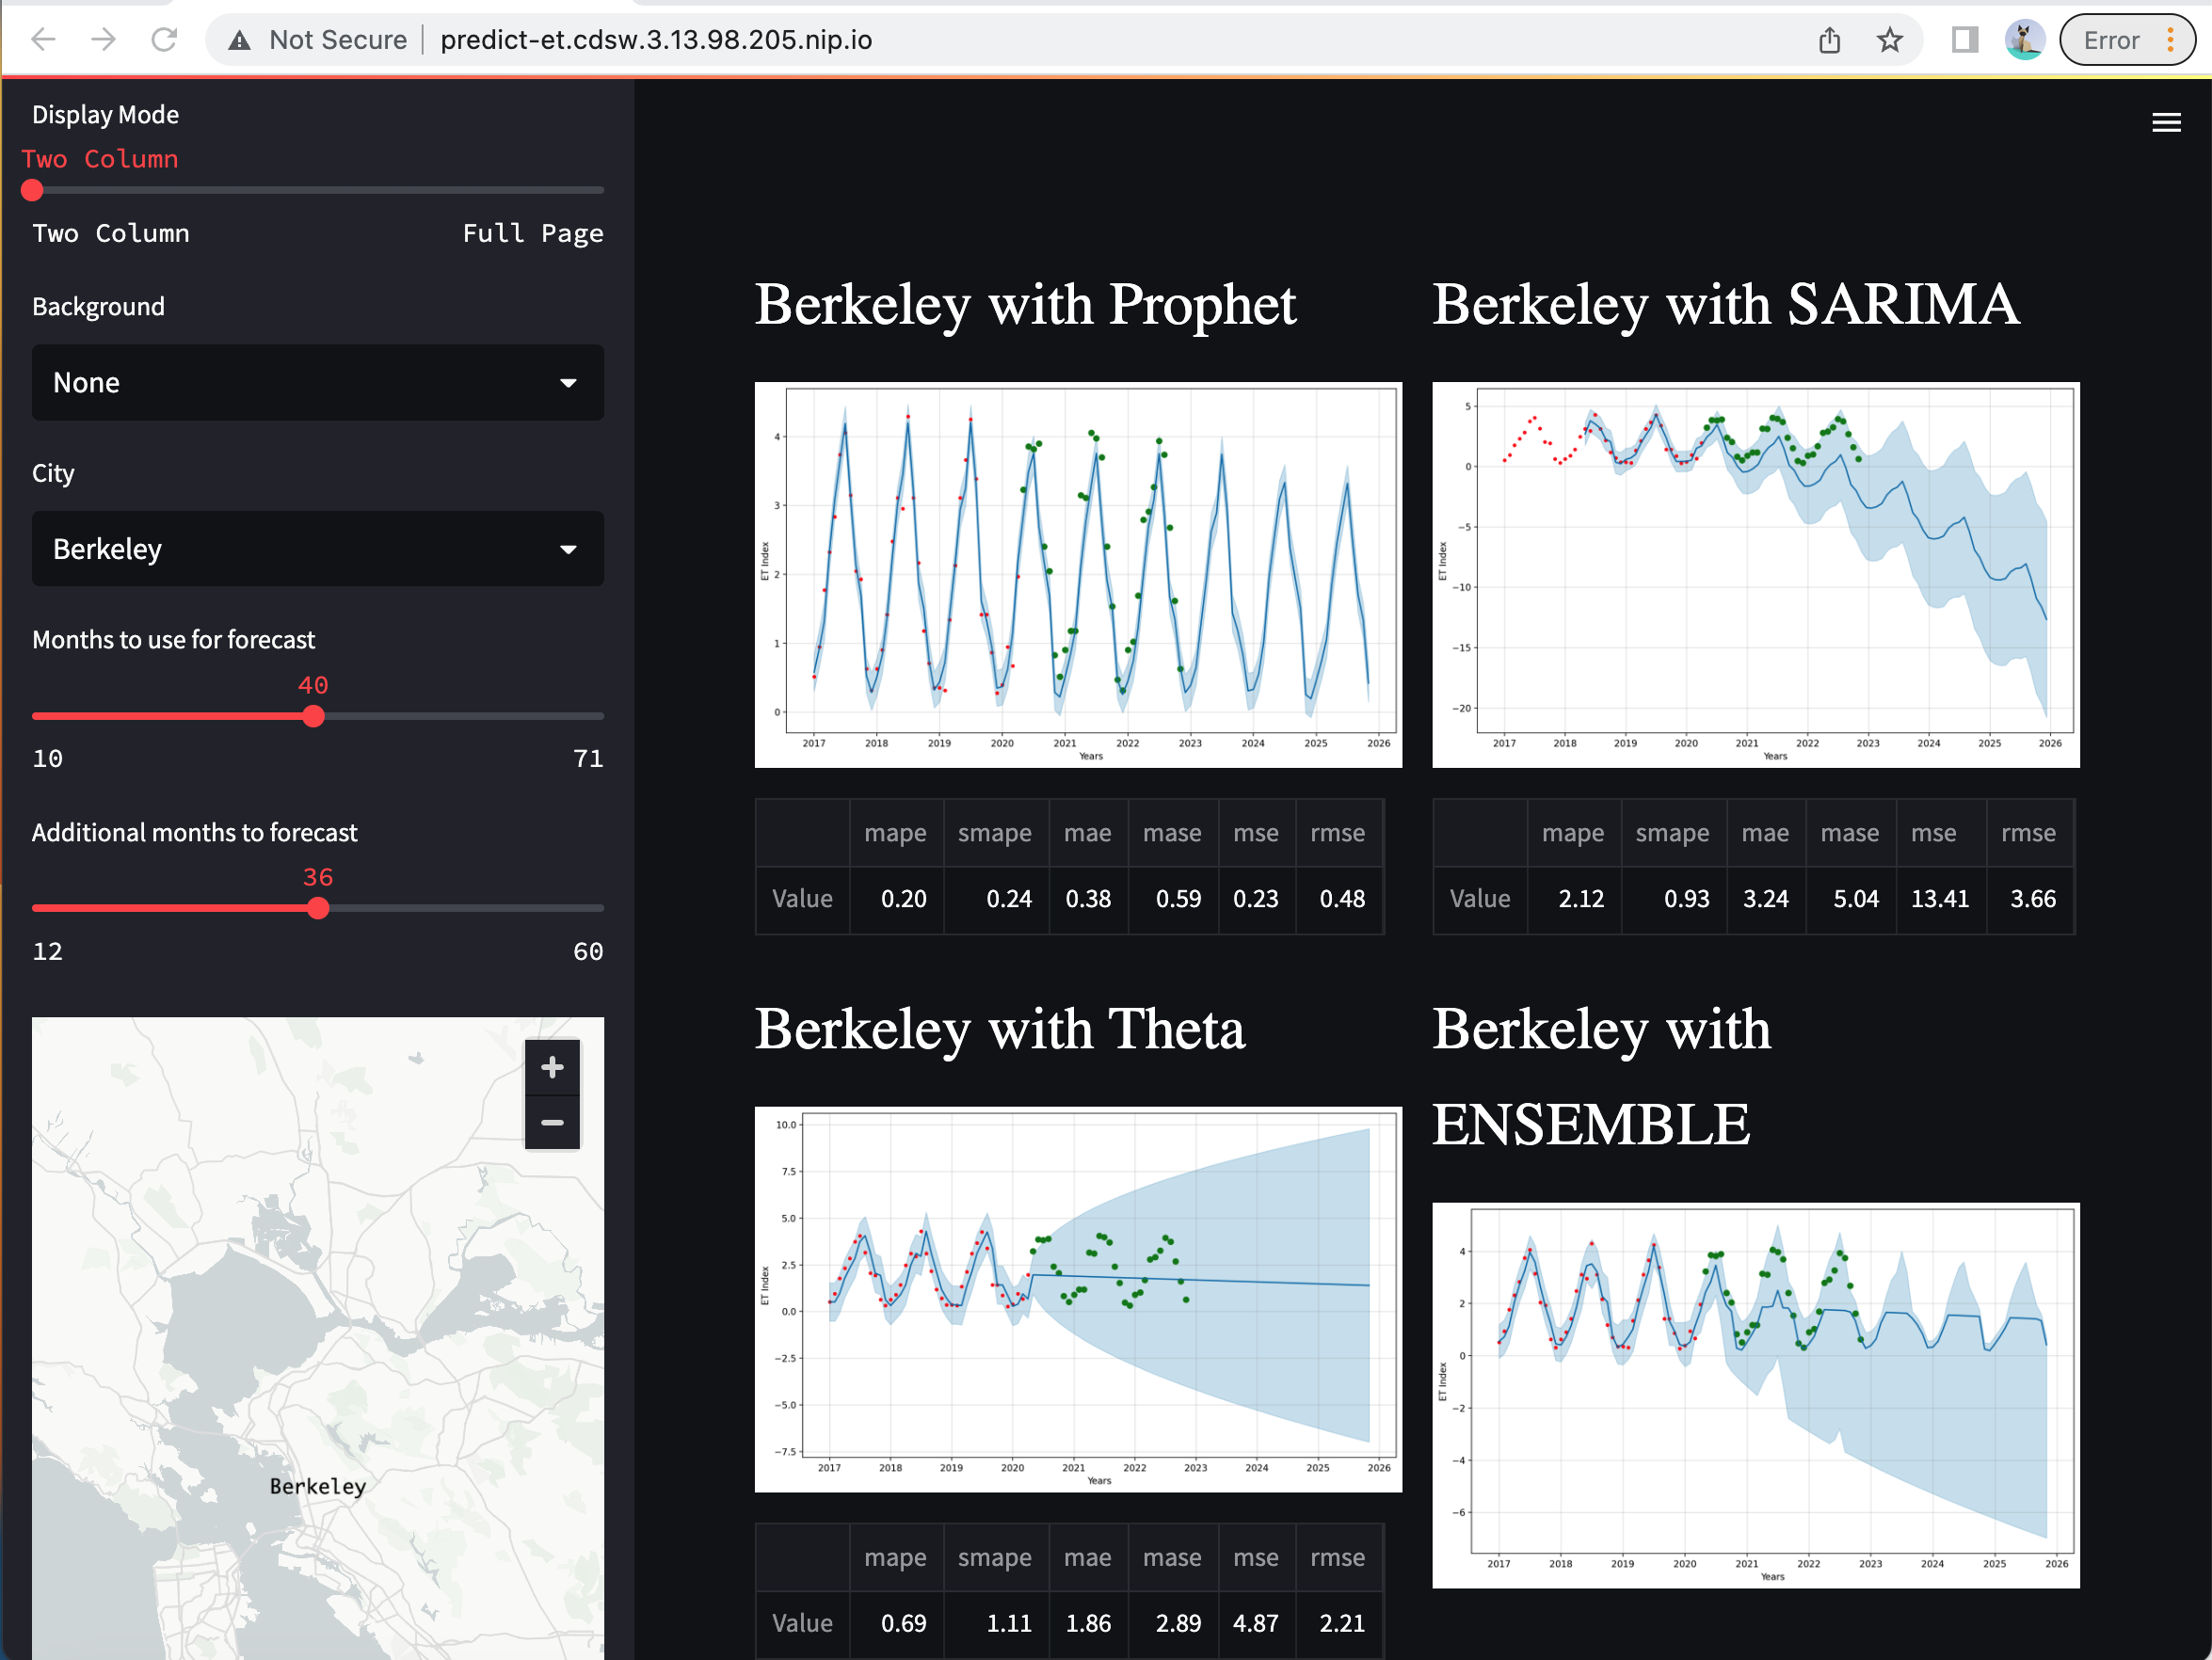 Not Secure predict-et.cdsw.3.13.98.205.nip.io Error
Display Mode
Two Column
Two Column Full Page
Background
None
City
Berkeley
Months to use for forecast
40
10 71
Additional months to forecast
36
12 60
Berkeley
Berkeley with Prophet
4
3
2
1
0
ET Index
2017 2018 2019 2020 2021 2022 2023 2024 2025 2026
Years
mape smape mae mase mse rmse
Value 0.20 0.24 0.38 0.59 0.23 0.48
Berkeley with SARIMA
5
0
−5
−10
−15
−20
ET Index
2017 2018 2019 2020 2021 2022 2023 2024 2025 2026
Years
mape smape mae mase mse rmse
Value 2.12 0.93 3.24 5.04 13.41 3.66
Berkeley with Theta
10.0
7.5
5.0
2.5
0.0
−2.5
−5.0
−7.5
ET Index
2017 2018 2019 2020 2021 2022 2023 2024 2025 2026
Years
mape smape mae mase mse rmse
Value 0.69 1.11 1.86 2.89 4.87 2.21
Berkeley with
ENSEMBLE
4
2
0
−2
−4
−6
ET Index
2017 2018 2019 2020 2021 2022 2023 2024 2025 2026
Years